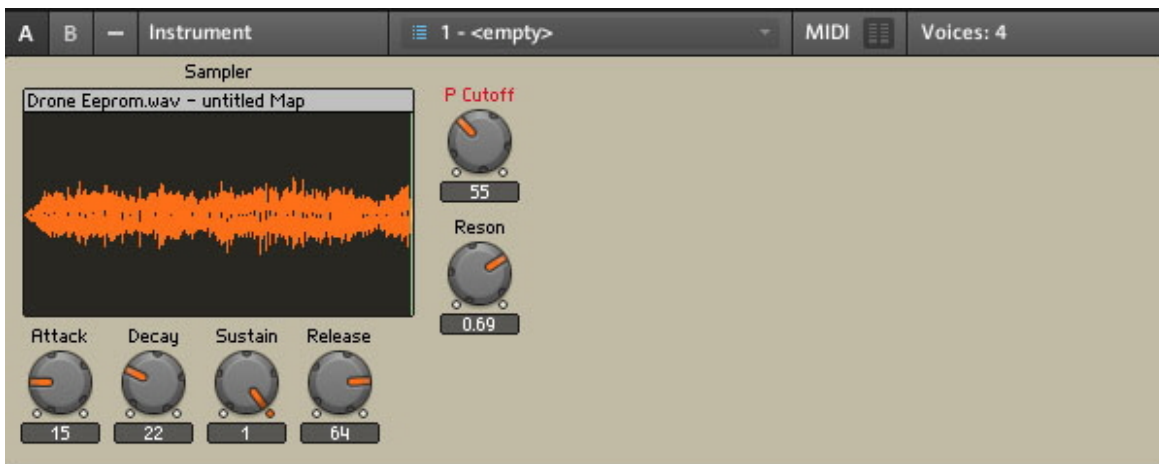 A B Instrument 1 - <empty> MIDI Voices: 4
Sampler
Drone Eeprom.wav - untitled Map
P Cutoff
55
Reson
0.69
Attack Decay Sustain Release
15 22 1 64